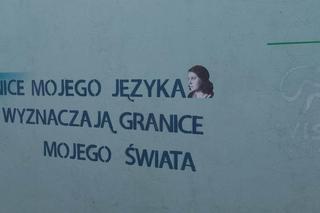 NICE MOJEGO JĘZYKA
WYZNACZAJĄ GRANICE
MOJEGO ŚWIATA